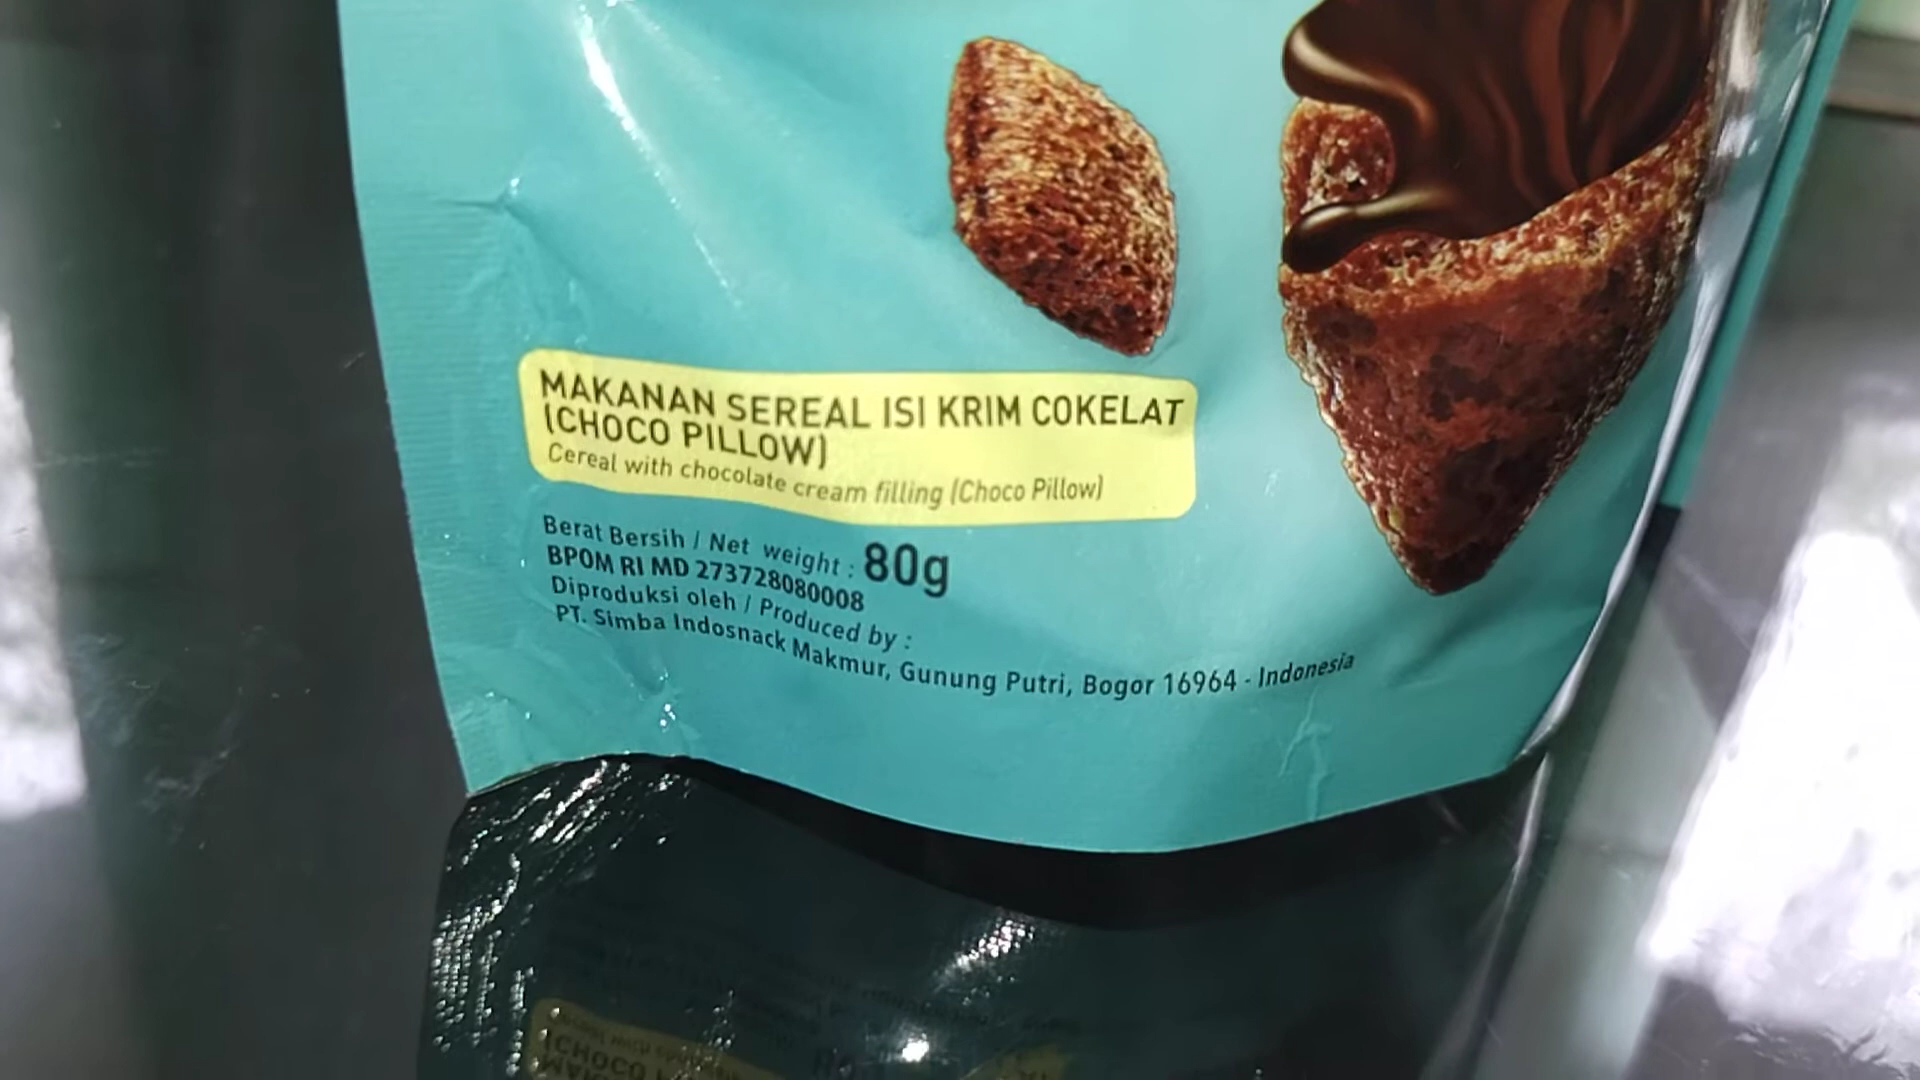 MAKANAN SEREAL ISI KRIM COKELAT
(CHOCO PILLOW)
Cereal with chocolate cream filling (Choco Pillow)
Berat Bersih / Net weight : 80g
BPOM RI MD 273728080008
Diproduksi oleh / Produced by :
PT. Simba Indosnack Makmur, Gunung Putri, Bogor 16964 - Indonesia